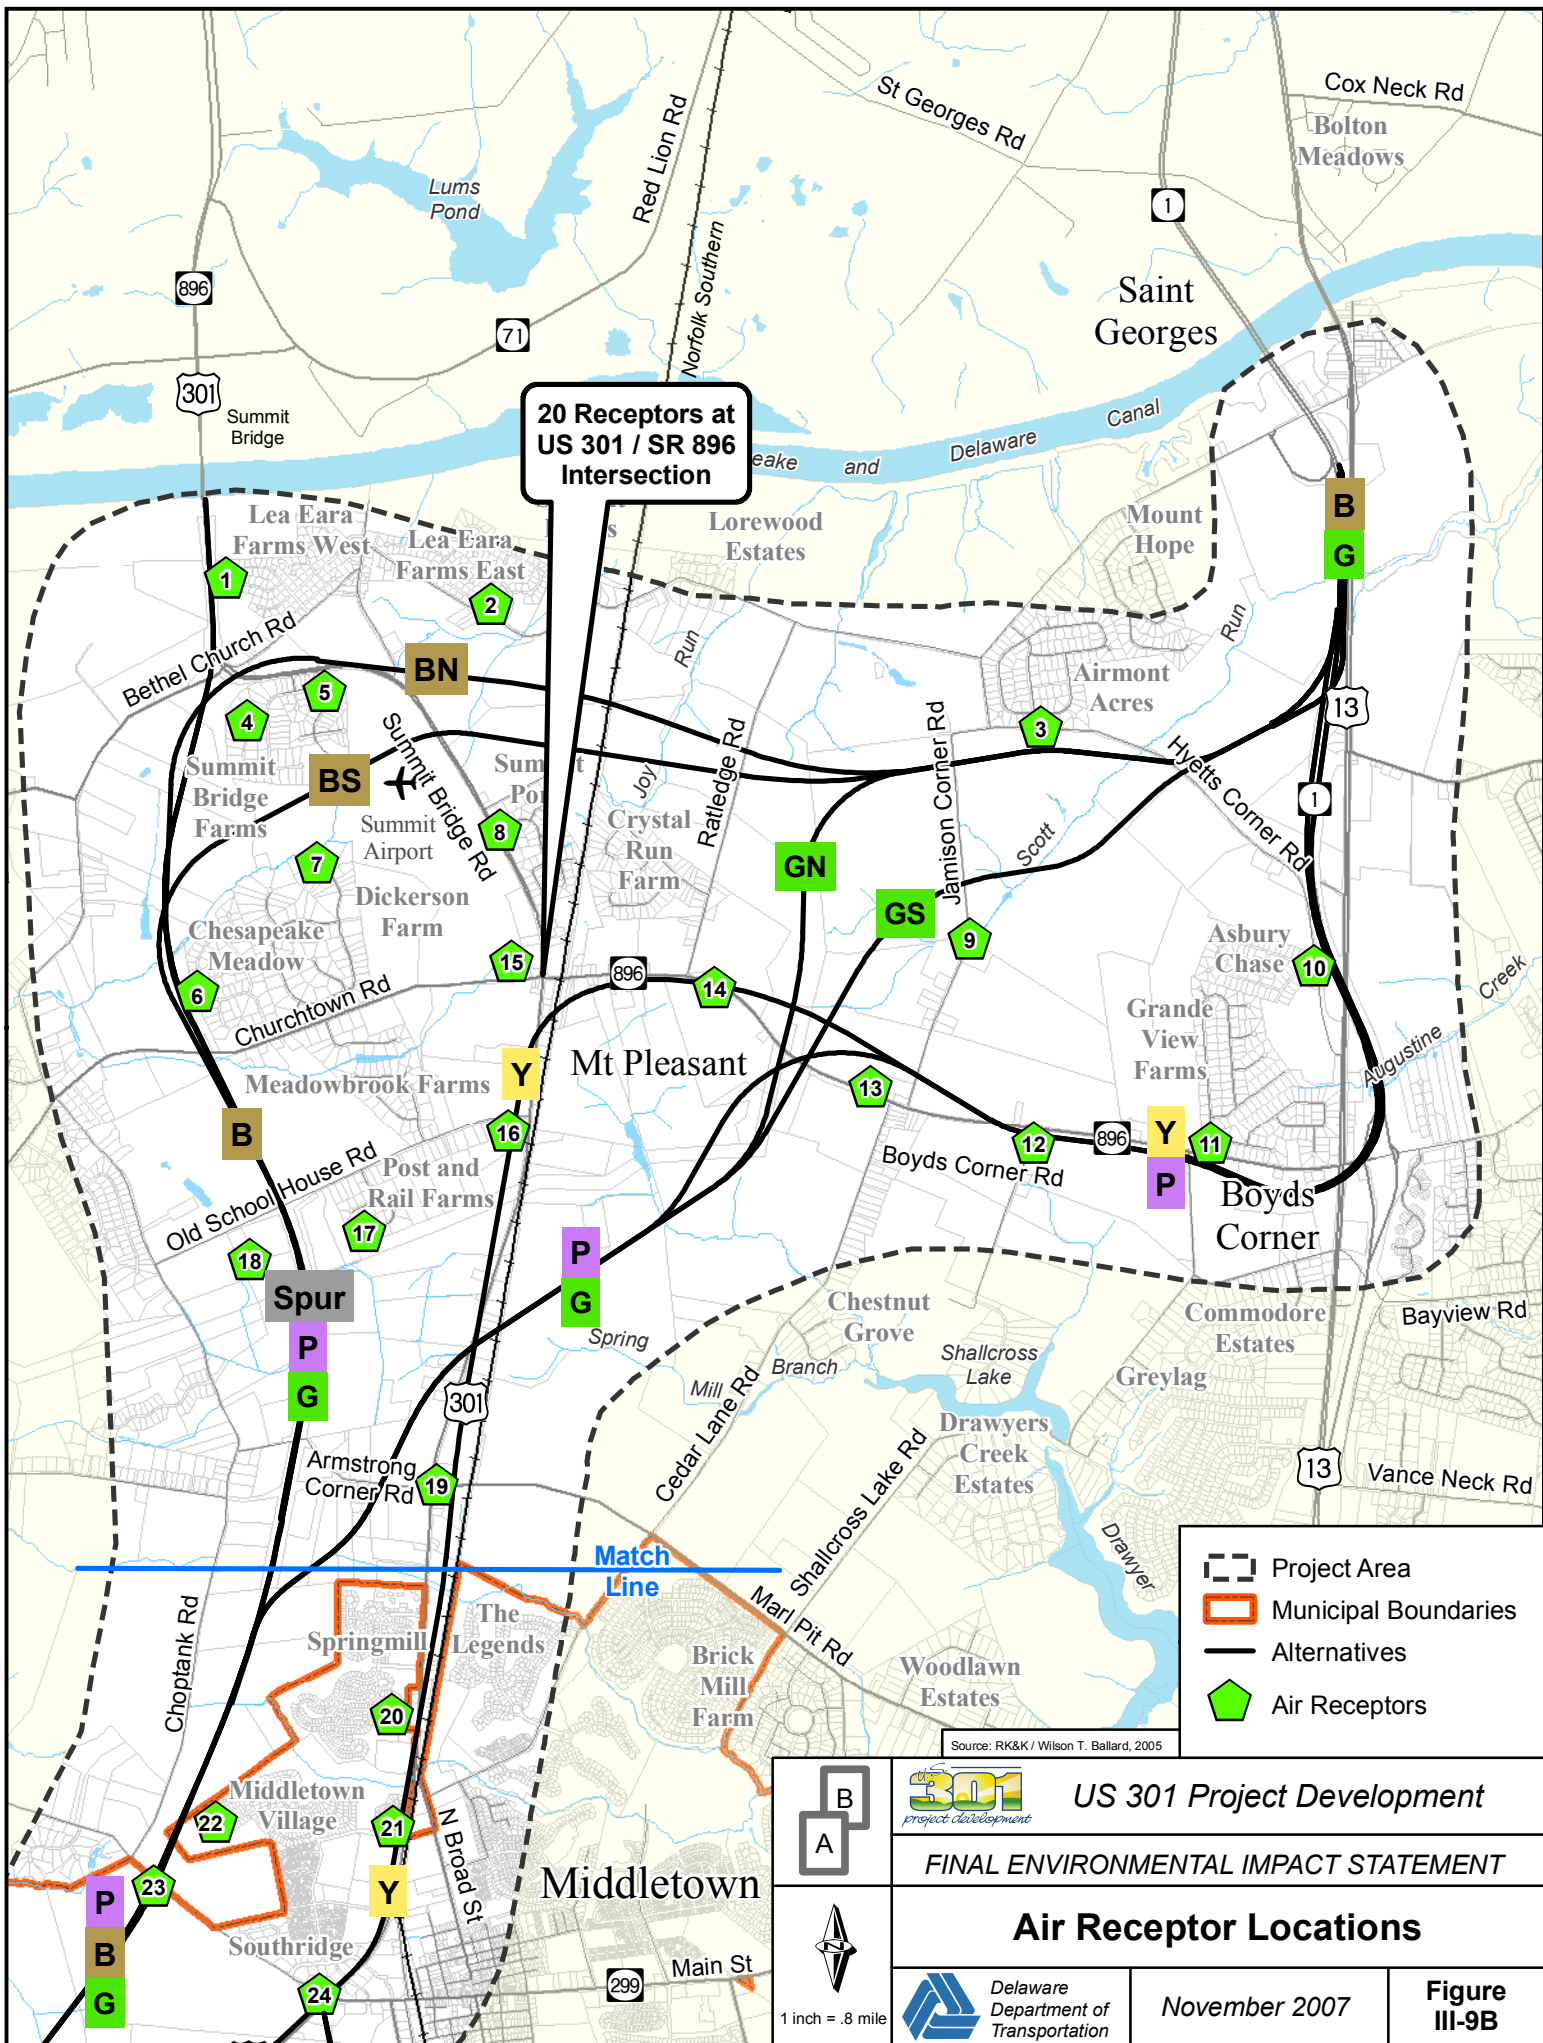 Cox Neck Rd
St Georges Rd
Bolton
Meadows
Red Lion Rd
Lums
Pond
1
Norfolk Southern
896
Saint
Georges
71
301
Summit
Bridge
20 Receptors at
US 301 / SR 896
Intersection
eake and Delaware Canal
Lea Eara
Farms West
Lea Eara
Farms East
s
Lorewood
Estates
Mount
Hope
B
G
1
2
Bethel Church Rd
Run
Run
BN
5
4
Airmont
Acres
3
13
Summit
Bridge
Farms
BS
Summit Bridge Rd
Joy
Ratledge Rd
Jamison Corner Rd
Hyetts Corner Rd
1
Summit
Airport
8
Crystal
Run
Farm
7
GN
Scott
Dickerson
Farm
GS
Chesapeake
Meadow
15
9
Asbury
Chase
10
6
896
14
Churchtown Rd
Creek
Grande
View
Farms
Augustine
Mt Pleasant
Y
Meadowbrook Farms
13
B
16
12
896
Y
P
11
Old School House Rd
Post and
Rail Farms
Boyds Corner Rd
Boyds
Corner
17
18
P
G
Spur
P
G
Spring
Mill
Branch
Chestnut
Grove
Shallcross
Lake
Commodore
Estates
Bayview Rd
Greylag
301
Cedar Lane Rd
Drawyers
Creek
Estates
Armstrong
Corner Rd
19
Shallcross Lake Rd
13
Vance Neck Rd
Drawyer
Match
Line
Marl Pit Rd
Choptank Rd
Springmill
The
Legends
Brick
Mill
Farm
Woodlawn
Estates
20
Middletown
Village
22
21
N Broad St
23
Y
Middletown
P
B
G
Southridge
24
299
Main St
Project Area
Municipal Boundaries
Alternatives
Air Receptors
Source: RK&K / Wilson T. Ballard, 2005
B
A
U.S.
301
project development
US 301 Project Development
FINAL ENVIRONMENTAL IMPACT STATEMENT
N
1 inch = .8 mile
Air Receptor Locations
Delaware
Department of
Transportation
November 2007
Figure
III-9B